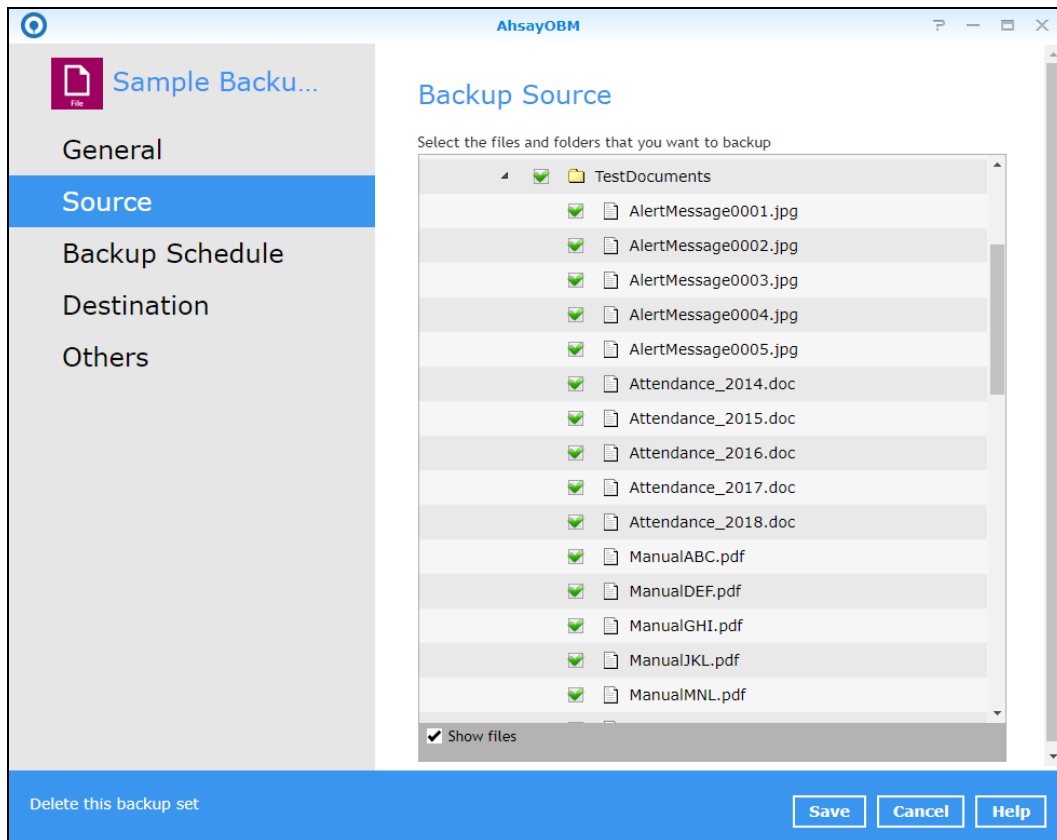 AhsayOBM
File
Sample Backu...
General
Source
Backup Schedule
Destination
Others
Backup Source
Select the files and folders that you want to backup
TestDocuments
AlertMessage0001.jpg
AlertMessage0002.jpg
AlertMessage0003.jpg
AlertMessage0004.jpg
AlertMessage0005.jpg
Attendance_2014.doc
Attendance_2015.doc
Attendance_2016.doc
Attendance_2017.doc
Attendance_2018.doc
ManualABC.pdf
ManualDEF.pdf
ManualGHI.pdf
ManualJKL.pdf
ManualMNL.pdf
Show files
Delete this backup set
Save Cancel Help